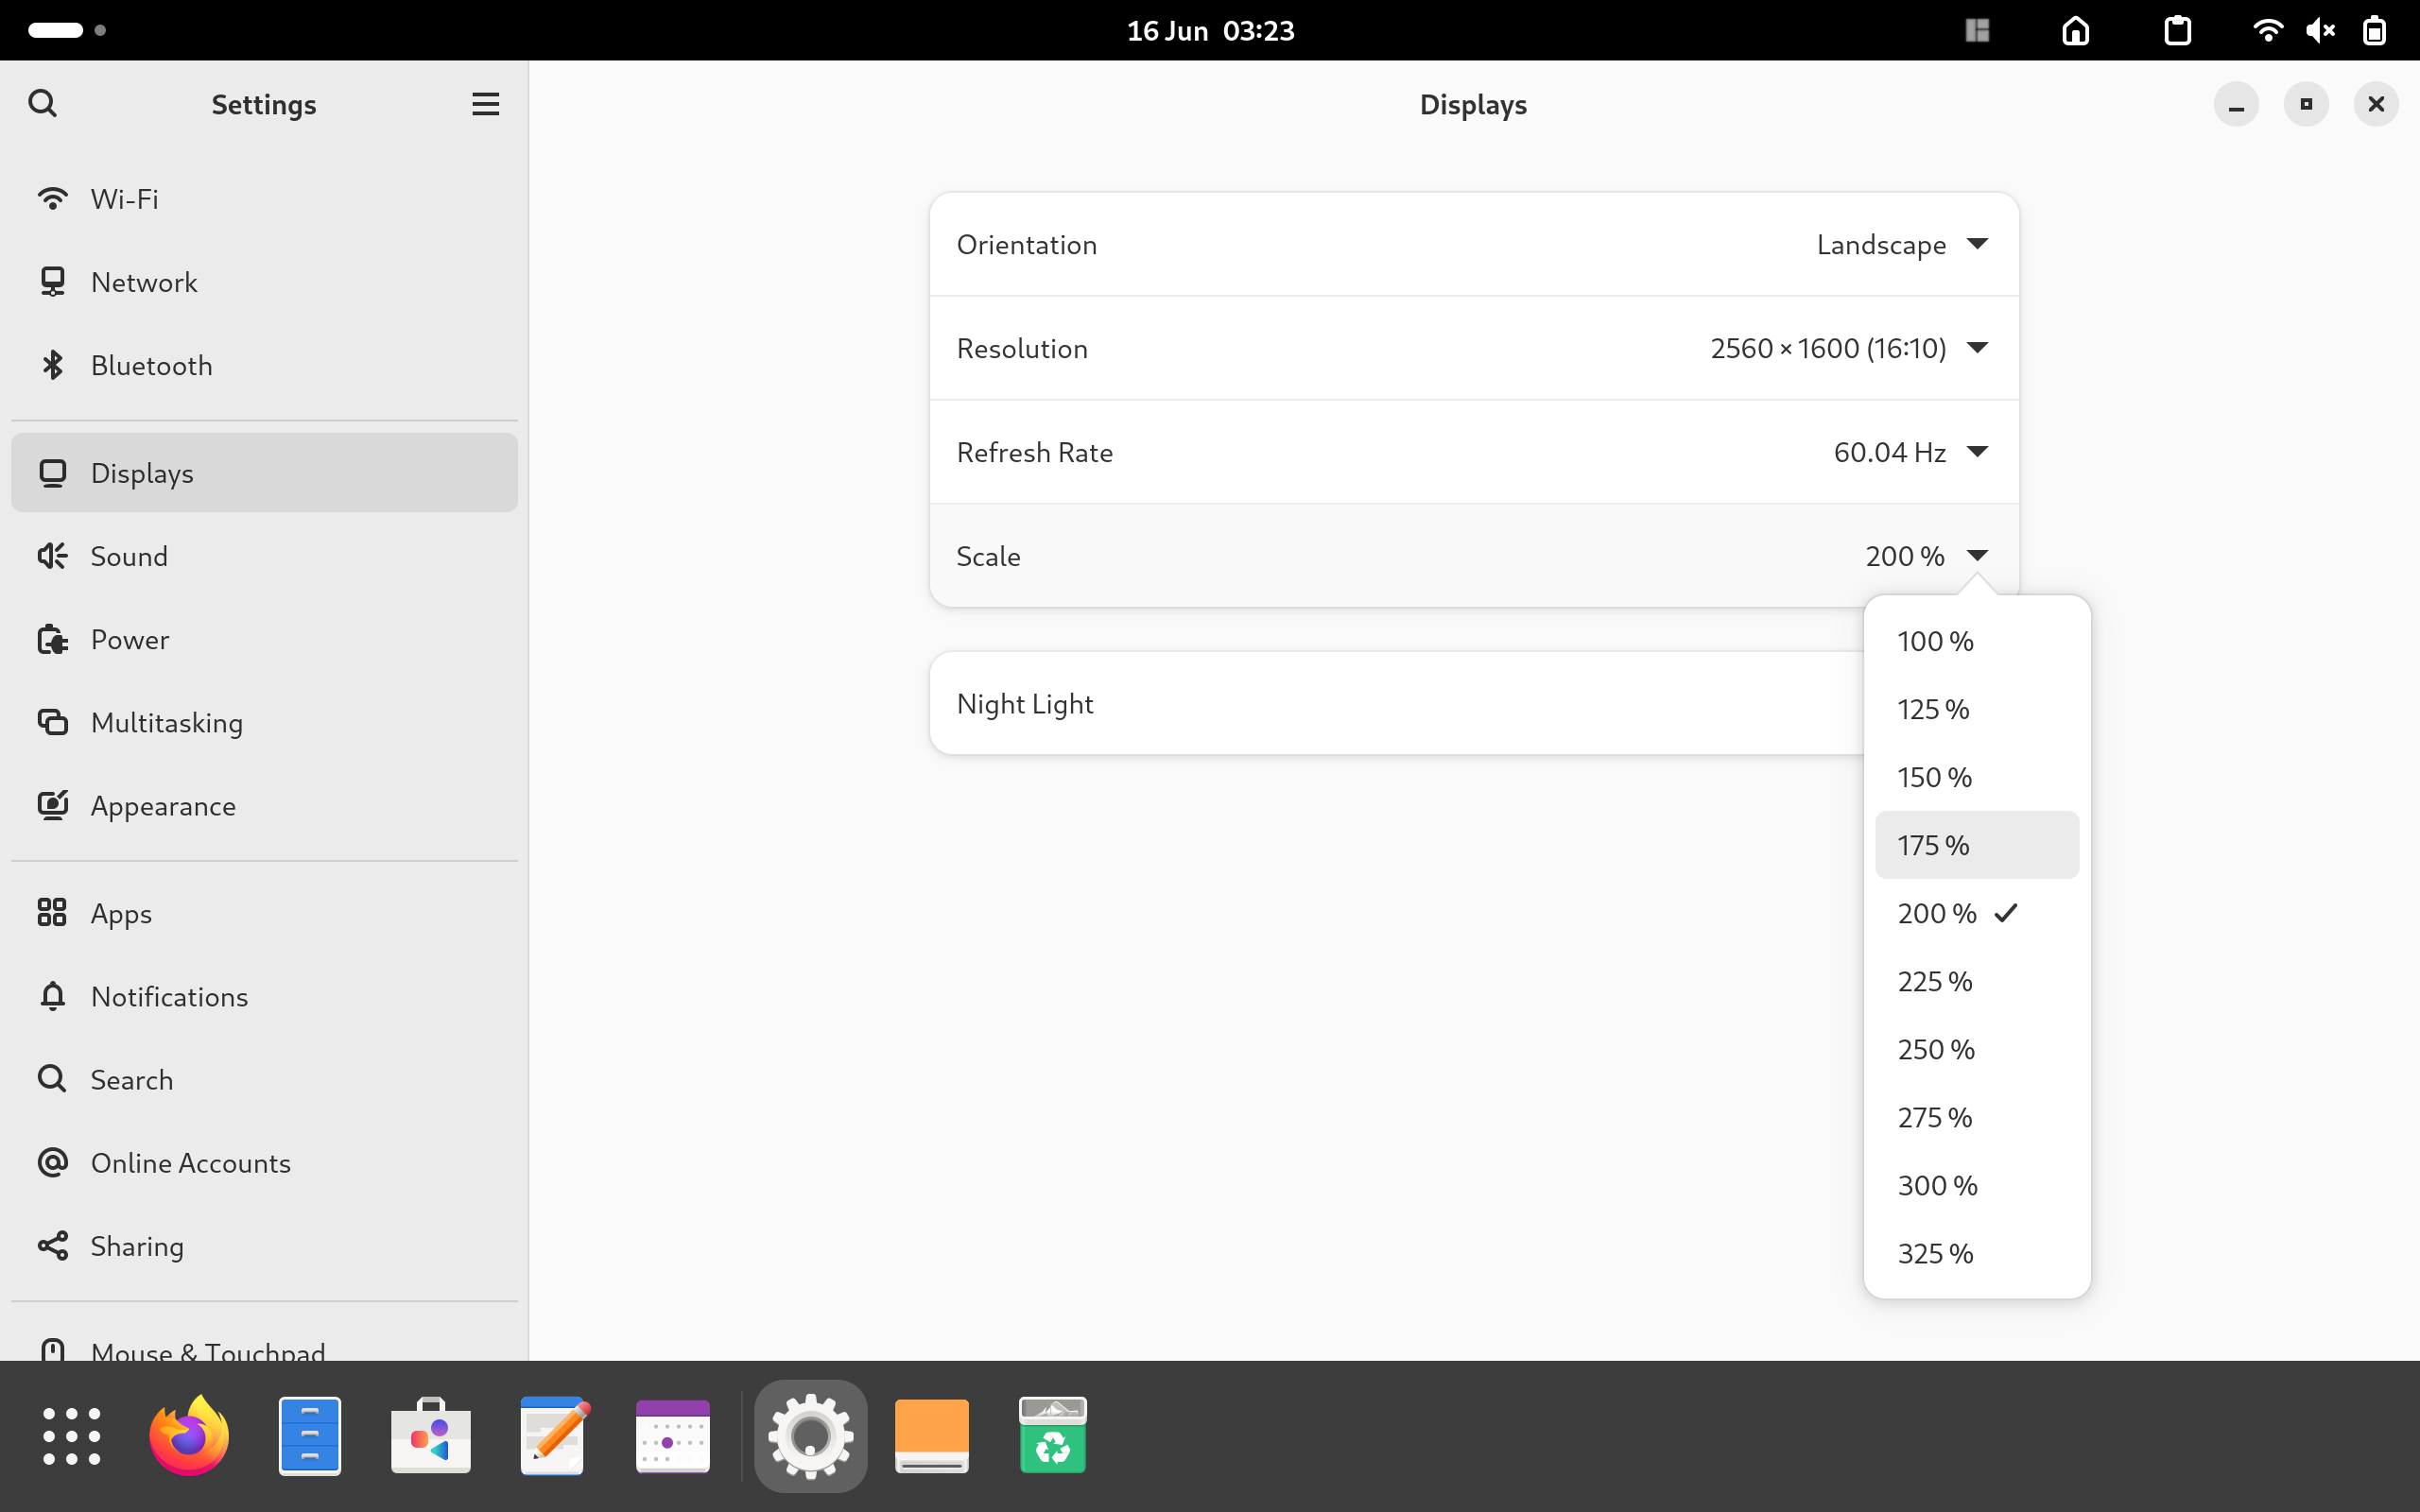 16 Jun 03:23
Settings
Displays
Wi-Fi
Network
Bluetooth
Displays
Sound
Power
Multitasking
Appearance
Apps
Notifications
Search
Online Accounts
Sharing
Mouse & Touchpad
Orientation Landscape
Resolution 2560 × 1600 (16:10)
Refresh Rate 60.04 Hz
Scale 200 %
Night Light
100 %
125 %
150 %
175 %
200 %
225 %
250 %
275 %
300 %
325 %